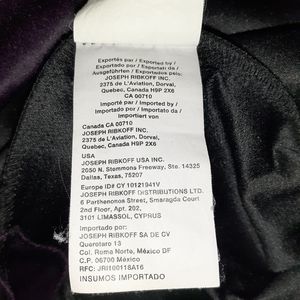 Exportés par / Exported by /
Exportado por / Esportato da /
Ausgeführten / Exportados pelo:
JOSEPH RIBKOFF INC.
2375 de L'Aviation, Dorval,
Quebec, Canada H9P 2X6
CA 00710
Importé par / Imported by /
Importado por / Importato da /
Importiert von
Canada CA 00710
JOSEPH RIBKOFF INC.
2375 de L'Aviation, Dorval,
Quebec, Canada H9P 2X6
USA
JOSEPH RIBKOFF USA INC.
2050 N. Stemmons Freeway, Ste. 14325
Dallas, Texas, 75207
Europe ID# CY 10121941V
JOSEPH RIBKOFF DISTRIBUTIONS LTD.
6 Parthenonos Street, Smaragda Court
2nd Floor, Apt. 202,
3101 LIMASSOL, CYPRUS
Importado por:
JOSEPH RIBKOFF SA DE CV
Queretaro 13
Col. Roma Norte, México DF
C.P. 06700 México
RFC: JRI100118A16
INSUMOS IMPORTADO